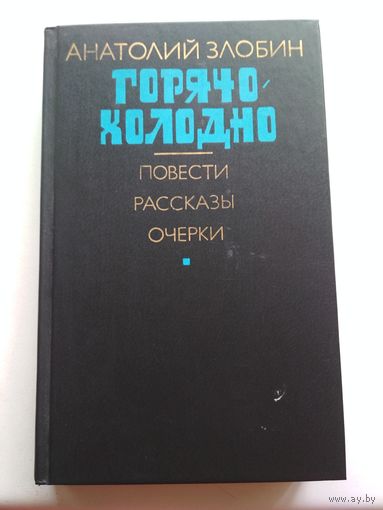 АНАТОЛИЙ ЗЛОБИН
ГОРЯЧО-
ХОЛОДНО
ПОВЕСТИ
РАССКАЗЫ
ОЧЕРКИ
www.ay.by